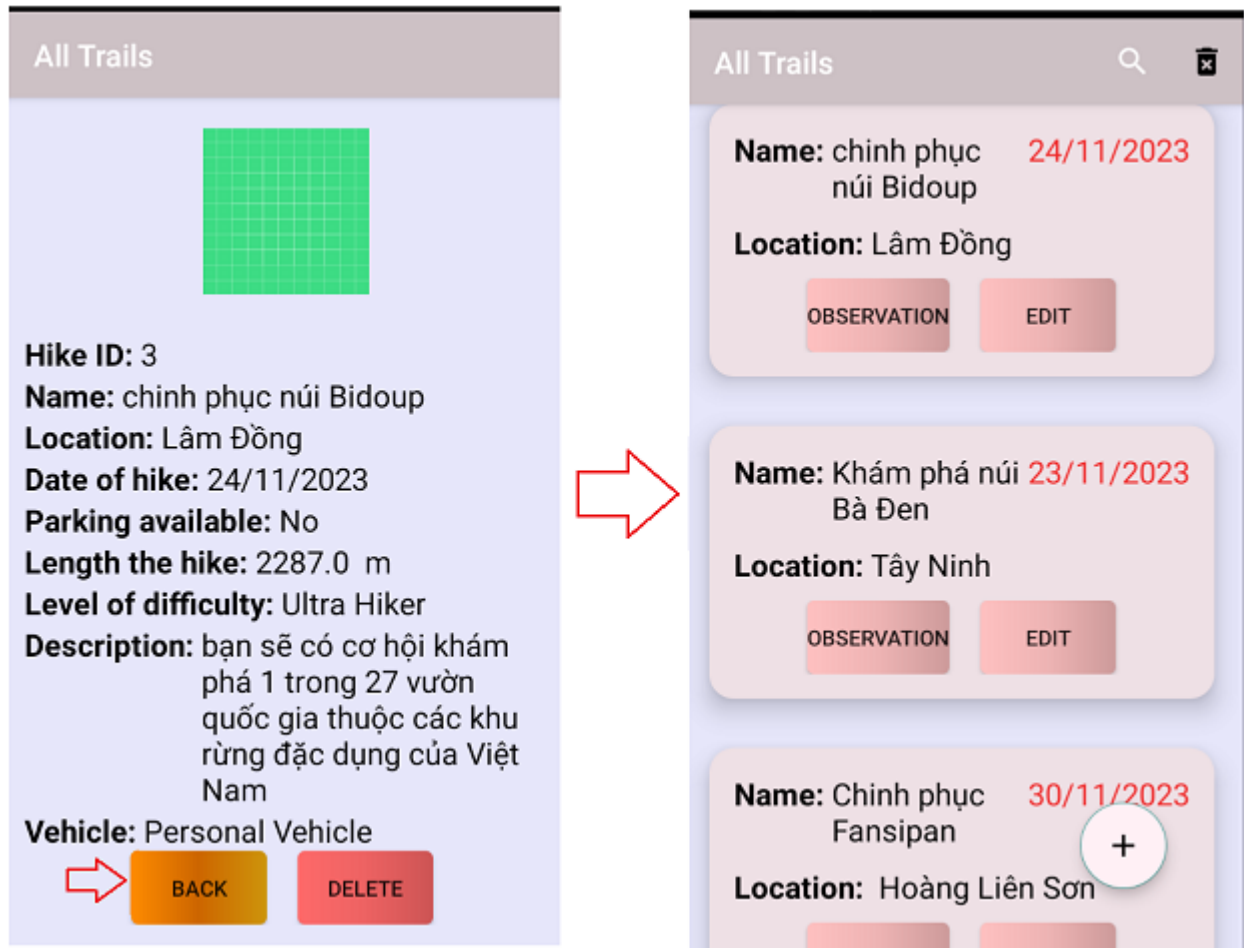 All Trails
Hike ID: 3
Name: chinh phục núi Bidoup
Location: Lâm Đồng
Date of hike: 24/11/2023
Parking available: No
Length the hike: 2287.0 m
Level of difficulty: Ultra Hiker
Description: bạn sẽ có cơ hội khám
phá 1 trong 27 vườn
quốc gia thuộc các khu
rừng đặc dụng của Việt
Nam
Vehicle: Personal Vehicle
BACK DELETE
All Trails
Name: chinh phục 24/11/2023
núi Bidoup
Location: Lâm Đồng
OBSERVATION EDIT
Name: Khám phá núi 23/11/2023
Bà Đen
Location: Tây Ninh
OBSERVATION EDIT
Name: Chinh phục 30/11/2023
Fansipan
+
Location: Hoàng Liên Sơn